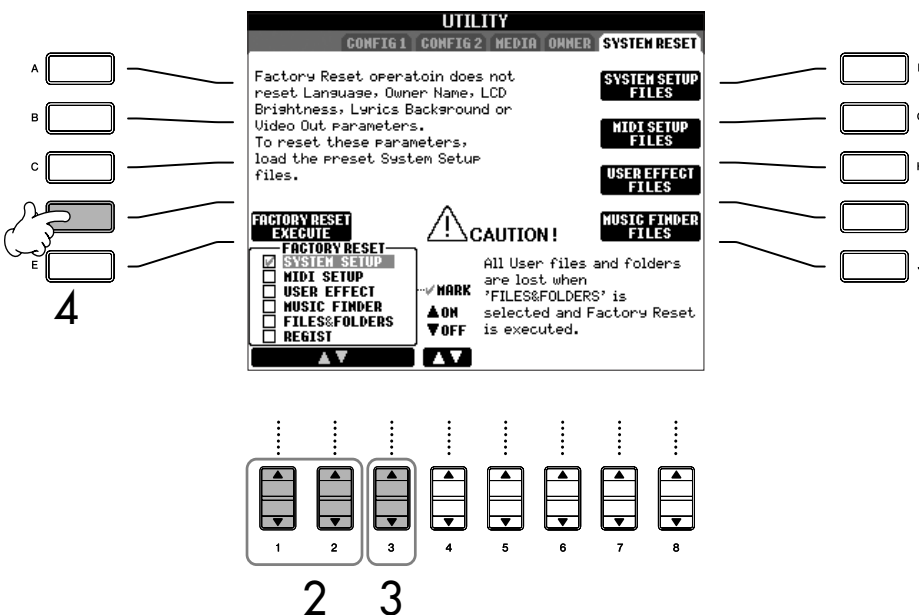 UTILITY
CONFIG 1 CONFIG 2 MEDIA OWNER SYSTEM RESET
Factory Reset operatoin does not
reset Language, Owner Name, LCD
Brightness, Lyrics Background or
Video Out parameters.
To reset these parameters,
load the preset System Setup
files.
SYSTEM SETUP
FILES
MIDI SETUP
FILES
USER EFFECT
FILES
MUSIC FINDER
FILES
A
B
C
E
4
FACTORY RESET
EXECUTE
FACTORY RESET
SYSTEM SETUP
MIDI SETUP
USER EFFECT
MUSIC FINDER
FILES&FOLDERS
REGIST
MARK
▲ON
▼OFF
CAUTION!
All User files and folders
are lost when
'FILES&FOLDERS' is
selected and Factory Reset
is executed.
1 2 3 4 5 6 7 8
2 3